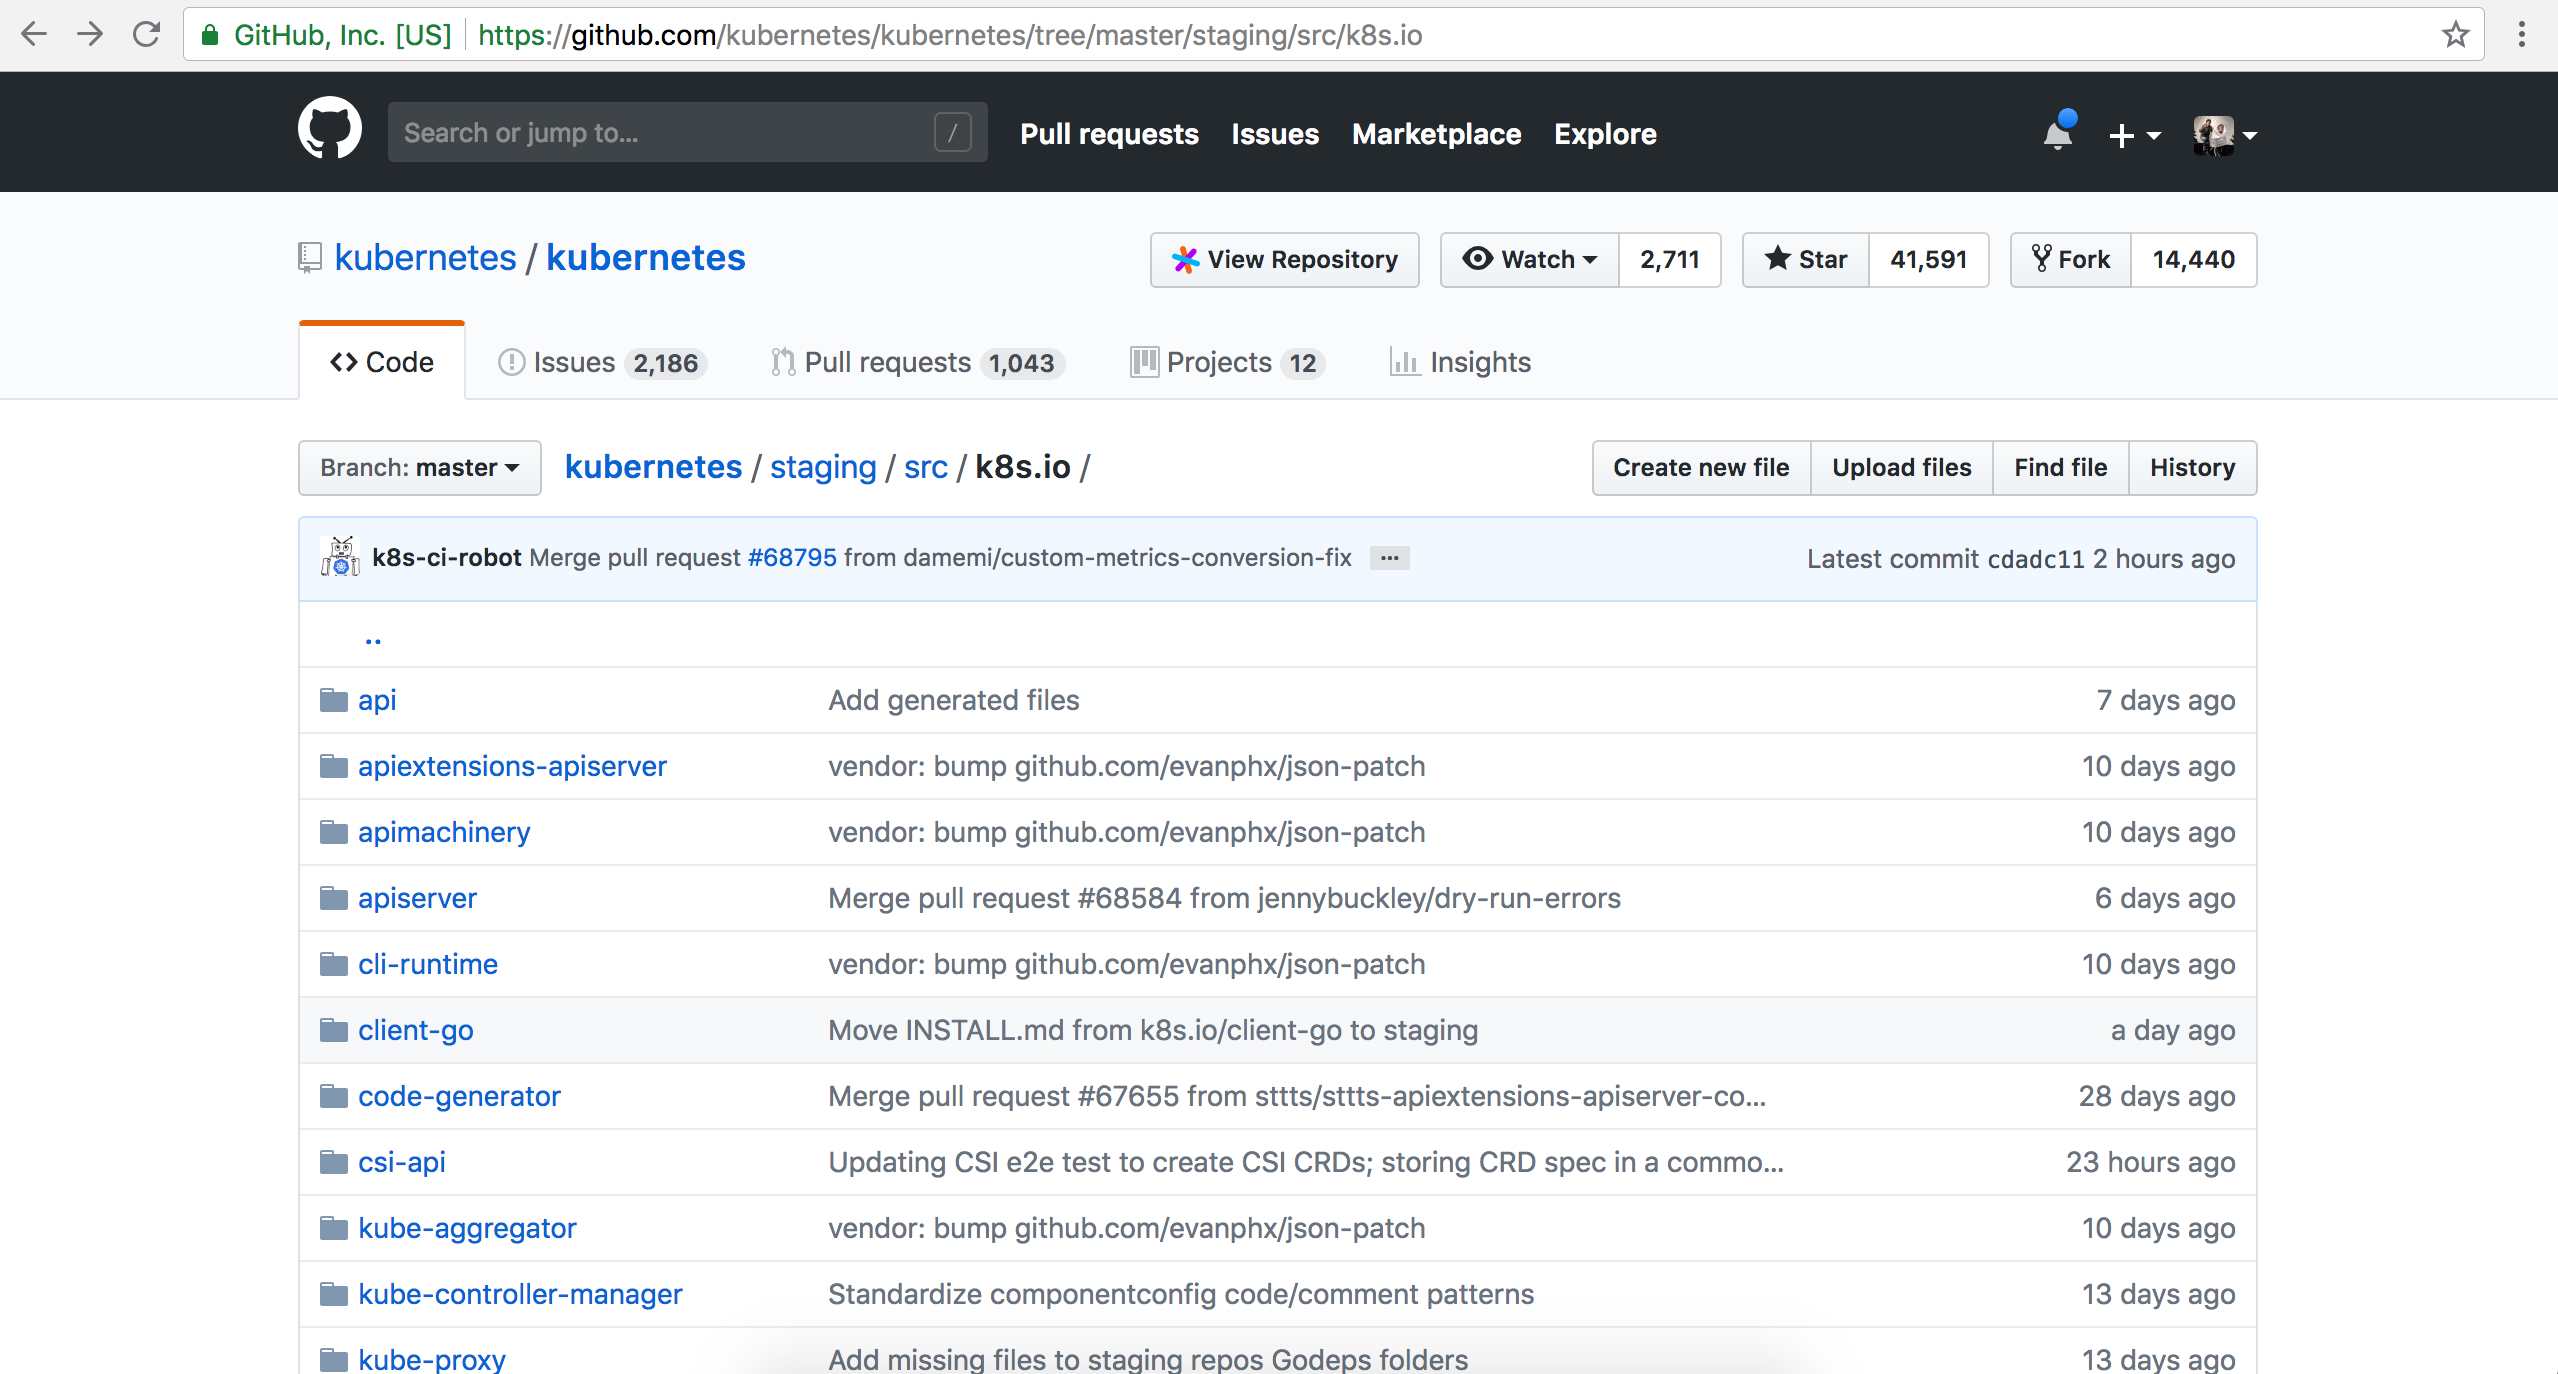 GitHub, Inc. [US] https://github.com/kubernetes/kubernetes/tree/master/staging/src/k8s.io
Search or jump to... / Pull requests Issues Marketplace Explore
kubernetes / kubernetes View Repository Watch 2,711 Star 41,591 Fork 14,440
Code Issues 2,186 Pull requests 1,043 Projects 12 Insights
Branch: master kubernetes / staging / src / k8s.io / Create new file Upload files Find file History
k8s-ci-robot Merge pull request #68795 from damemi/custom-metrics-conversion-fix ... Latest commit cdadc11 2 hours ago
..
api Add generated files 7 days ago
apiextensions-apiserver vendor: bump github.com/evanphx/json-patch 10 days ago
apimachinery vendor: bump github.com/evanphx/json-patch 10 days ago
apiserver Merge pull request #68584 from jennybuckley/dry-run-errors 6 days ago
cli-runtime vendor: bump github.com/evanphx/json-patch 10 days ago
client-go Move INSTALL.md from k8s.io/client-go to staging a day ago
code-generator Merge pull request #67655 from sttts/sttts-apiextensions-apiserver-co... 28 days ago
csi-api Updating CSI e2e test to create CSI CRDs; storing CRD spec in a commo... 23 hours ago
kube-aggregator vendor: bump github.com/evanphx/json-patch 10 days ago
kube-controller-manager Standardize componentconfig code/comment patterns 13 days ago
kube-proxy Add missing files to staging repos Godeps folders 13 days ago